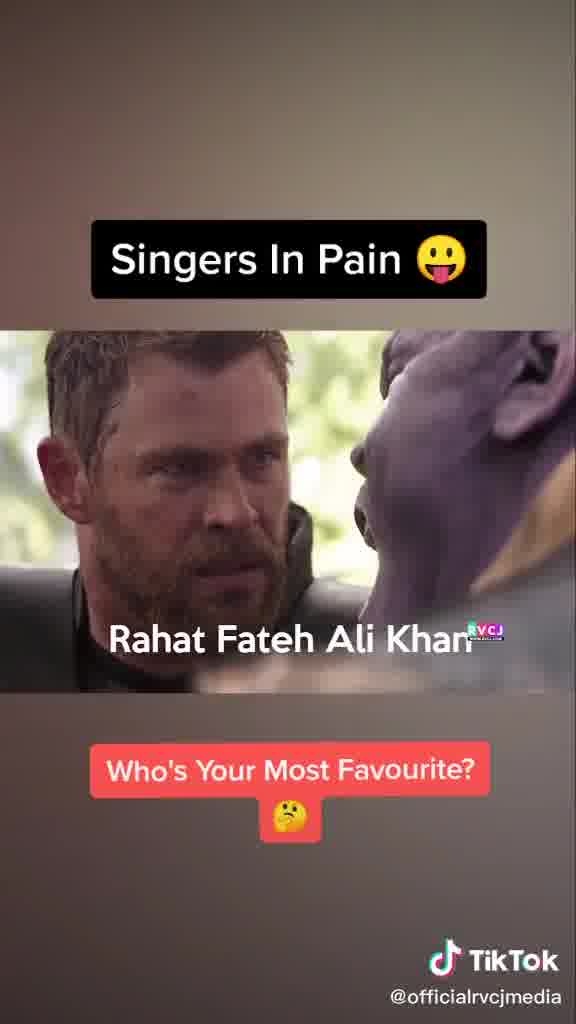 Singers In Pain 😛
Rahat Fateh Ali Khan
RVCJ
Who's Your Most Favourite?
🤔
TikTok
@officialrvcjmedia